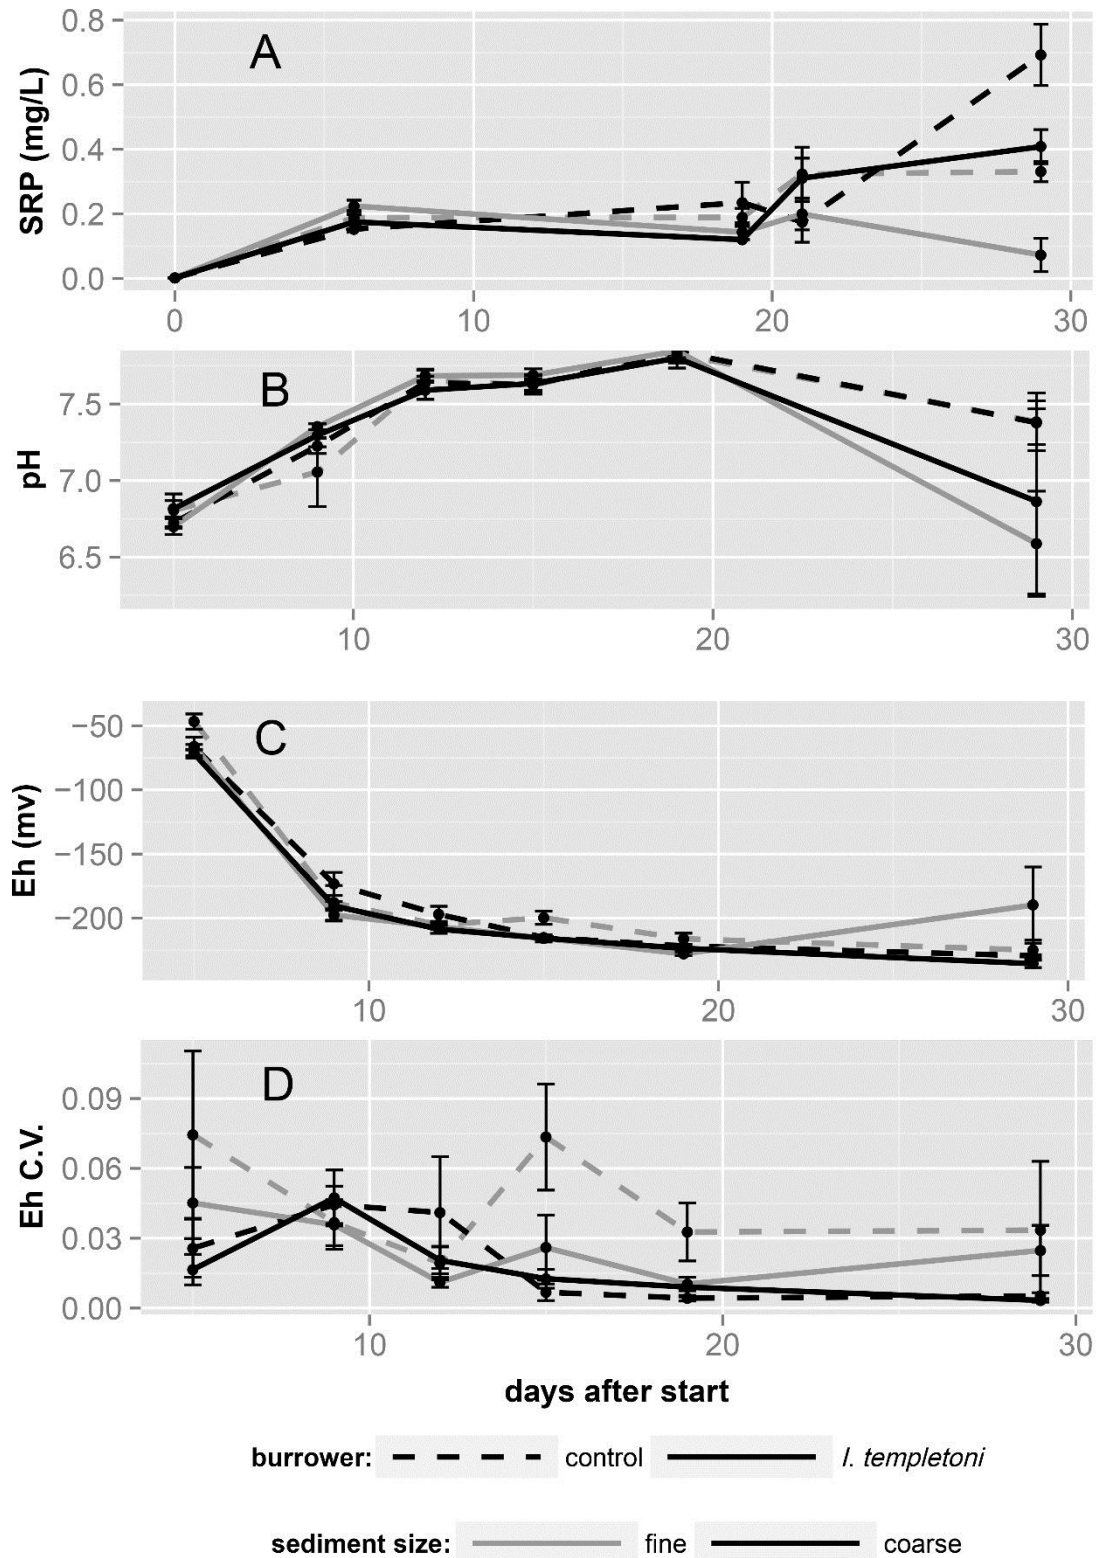 A
SRP (mg/L)
0.8
0.6
0.4
0.2
0.0
0 10 20 30
B
pH
7.5
7.0
6.5
10 20 30
C
Eh (mv)
−50
−100
−150
−200
10 20 30
D
Eh C.V.
0.09
0.06
0.03
0.00
10 20 30
days after start
burrower: control I. templetoni
sediment size: fine coarse